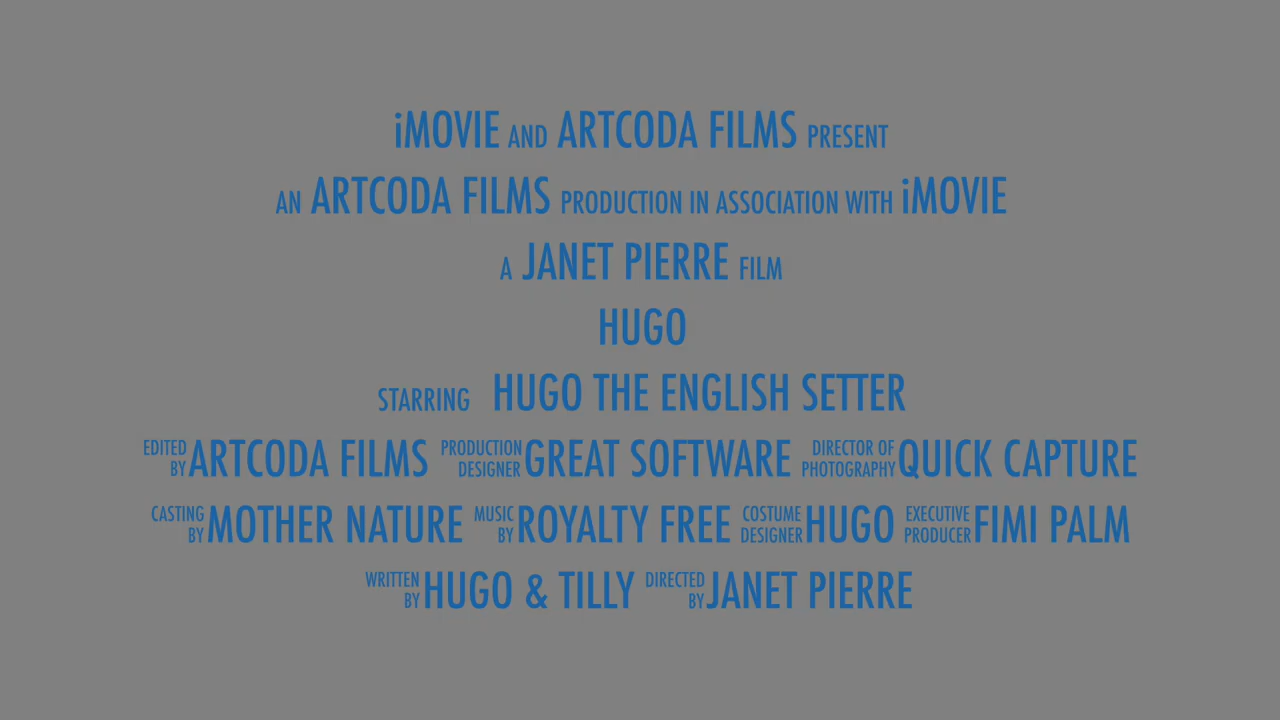 iMOVIE AND ARTCODA FILMS PRESENT
AN ARTCODA FILMS PRODUCTION IN ASSOCIATION WITH iMOVIE
A JANET PIERRE FILM
HUGO
STARRING HUGO THE ENGLISH SETTER
EDITED BY ARTCODA FILMS PRODUCTION DESIGNER GREAT SOFTWARE DIRECTOR OF PHOTOGRAPHY QUICK CAPTURE
CASTING BY MOTHER NATURE MUSIC BY ROYALTY FREE COSTUME DESIGNER HUGO EXECUTIVE PRODUCER FIMI PALM
WRITTEN BY HUGO & TILLY DIRECTED BY JANET PIERRE